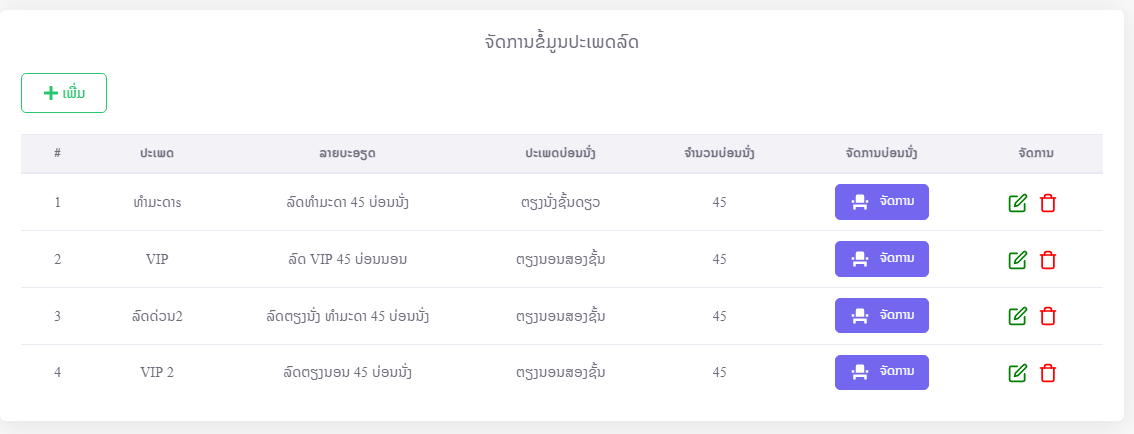 ຈັດການຂໍ້ມູນປະເພດລົດ
ເພີ່ມ
# ປະເພດ ລາຍບະອຽດ ປະເພດບ່ອນນັ່ງ ຈຳນວນບ່ອນນັ່ງ ຈັດການບ່ອນນັ່ງ ຈັດການ
1 ທຳມະດາs ລົດທຳມະດາ 45 ບ່ອນນັ່ງ ຕຽງນັ່ງຊັ້ນດຽວ 45 ຈັດການ
2 VIP ລົດ VIP 45 ບ່ອນນອນ ຕຽງນອນສອງຊັ້ນ 45 ຈັດການ
3 ລົດດ່ວນ2 ລົດຕຽງນັ່ງ ທຳມະດາ 45 ບ່ອນນັ່ງ ຕຽງນອນສອງຊັ້ນ 45 ຈັດການ
4 VIP 2 ລົດຕຽງນອນ 45 ບ່ອນນັ່ງ ຕຽງນອນສອງຊັ້ນ 45 ຈັດການ